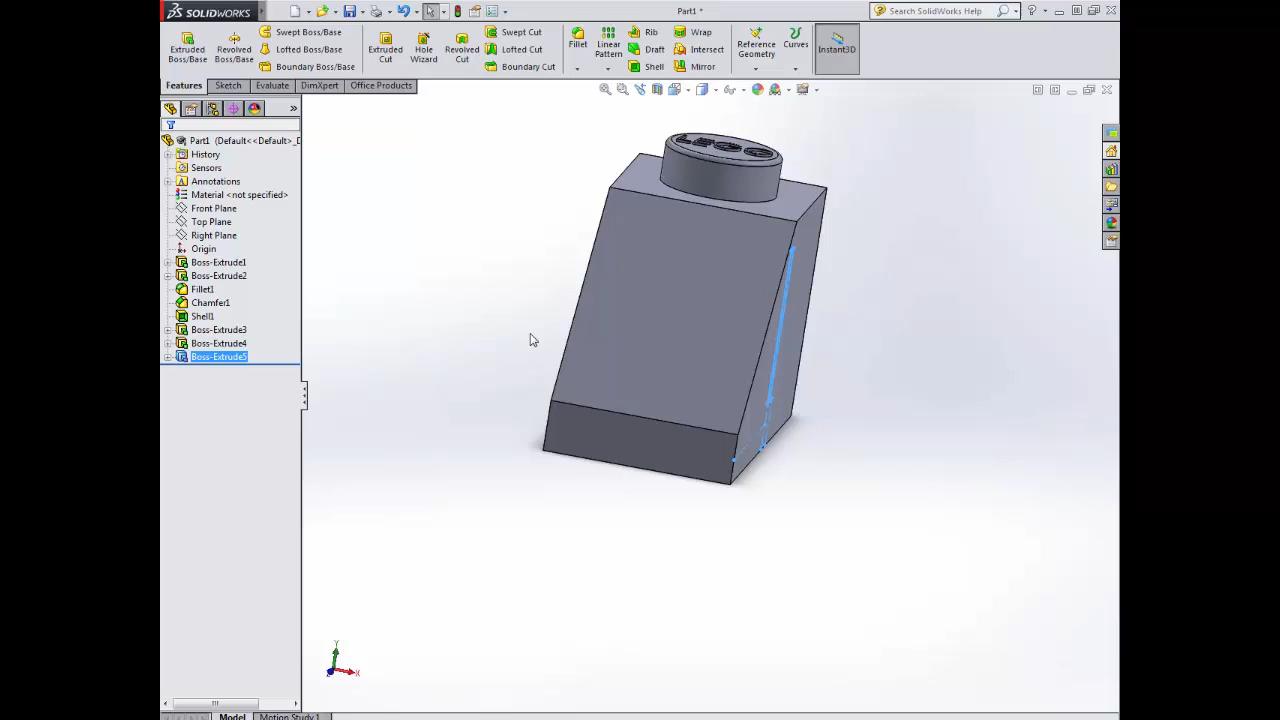 SOLIDWORKS
Part1 *
Search SolidWorks Help
Extruded Boss/Base
Revolved Boss/Base
Swept Boss/Base
Lofted Boss/Base
Boundary Boss/Base
Extruded Cut
Hole Wizard
Revolved Cut
Swept Cut
Lofted Cut
Boundary Cut
Fillet
Linear Pattern
Rib
Draft
Shell
Wrap
Intersect
Mirror
Reference Geometry
Curves
Instant3D
Features
Sketch
Evaluate
DimXpert
Office Products
Part1 (Default<<Default>_D
History
Sensors
Annotations
Material <not specified>
Front Plane
Top Plane
Right Plane
Origin
Boss-Extrude1
Boss-Extrude2
Fillet1
Chamfer1
Shell1
Boss-Extrude3
Boss-Extrude4
Boss-Extrude5
LEGO
Y
X
Model
Motion Study 1